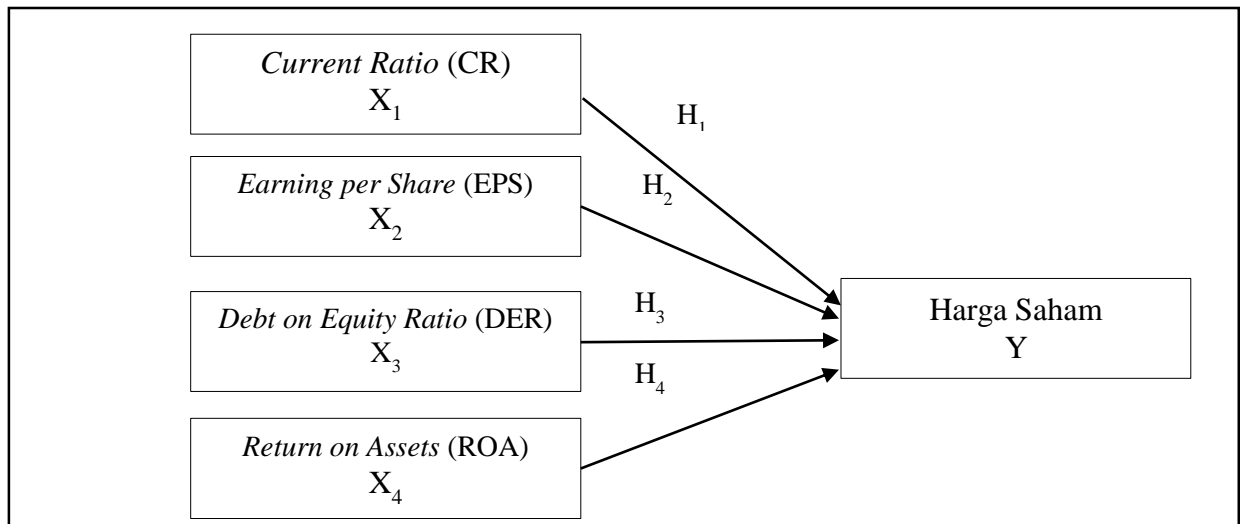 Current Ratio (CR)
X₁
H₁
Earning per Share (EPS)
X₂
H₂
Debt on Equity Ratio (DER)
X₃
H₃
Harga Saham
Y
H₄
Return on Assets (ROA)
X₄